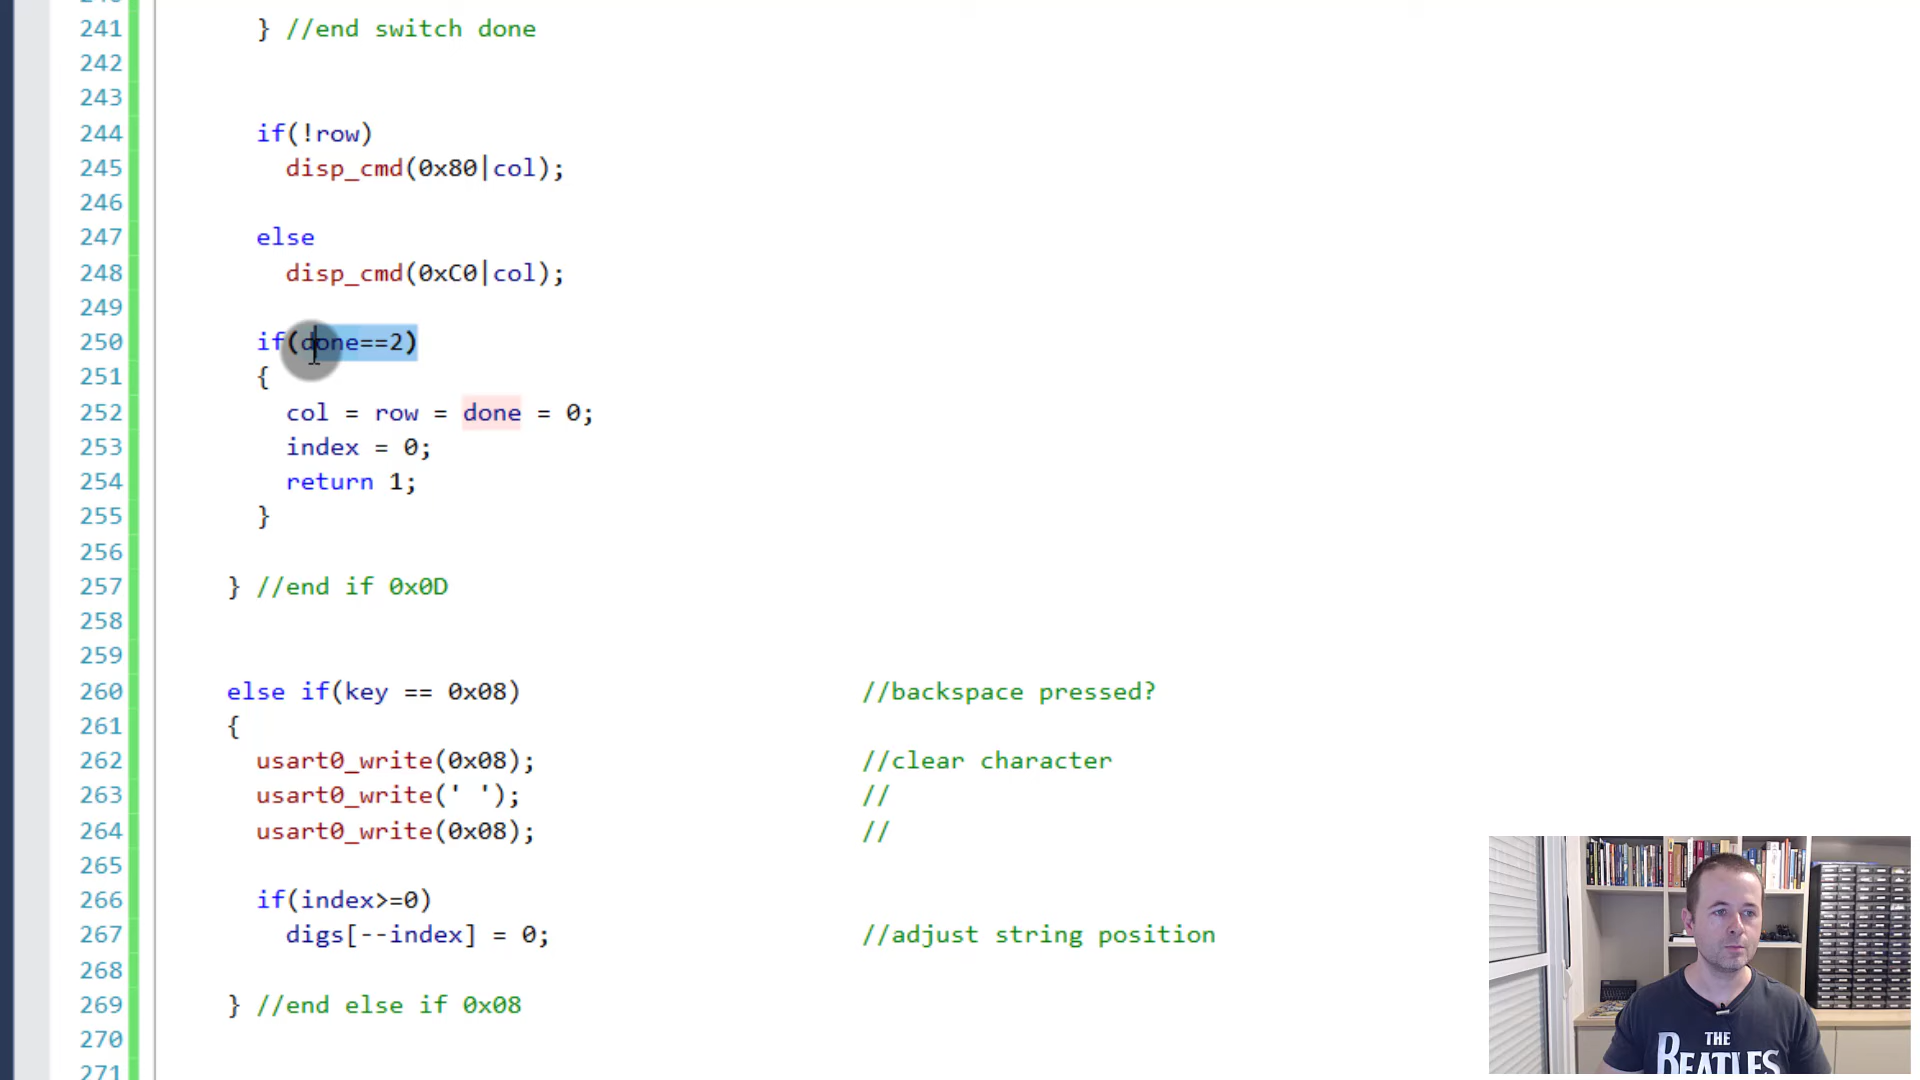 241 } //end switch done
242
243
244 if(!row)
245 disp_cmd(0x80|col);
246
247 else
248 disp_cmd(0xC0|col);
249
250 if(done==2)
251 {
252 col = row = done = 0;
253 index = 0;
254 return 1;
255 }
256
257 } //end if 0x0D
258
259
260 else if(key == 0x08) //backspace pressed?
261 {
262 usart0_write(0x08); //clear character
263 usart0_write(' '); //
264 usart0_write(0x08); //
265
266 if(index>=0)
267 digs[--index] = 0; //adjust string position
268
269 } //end else if 0x08
270
271
THE
BEATLES